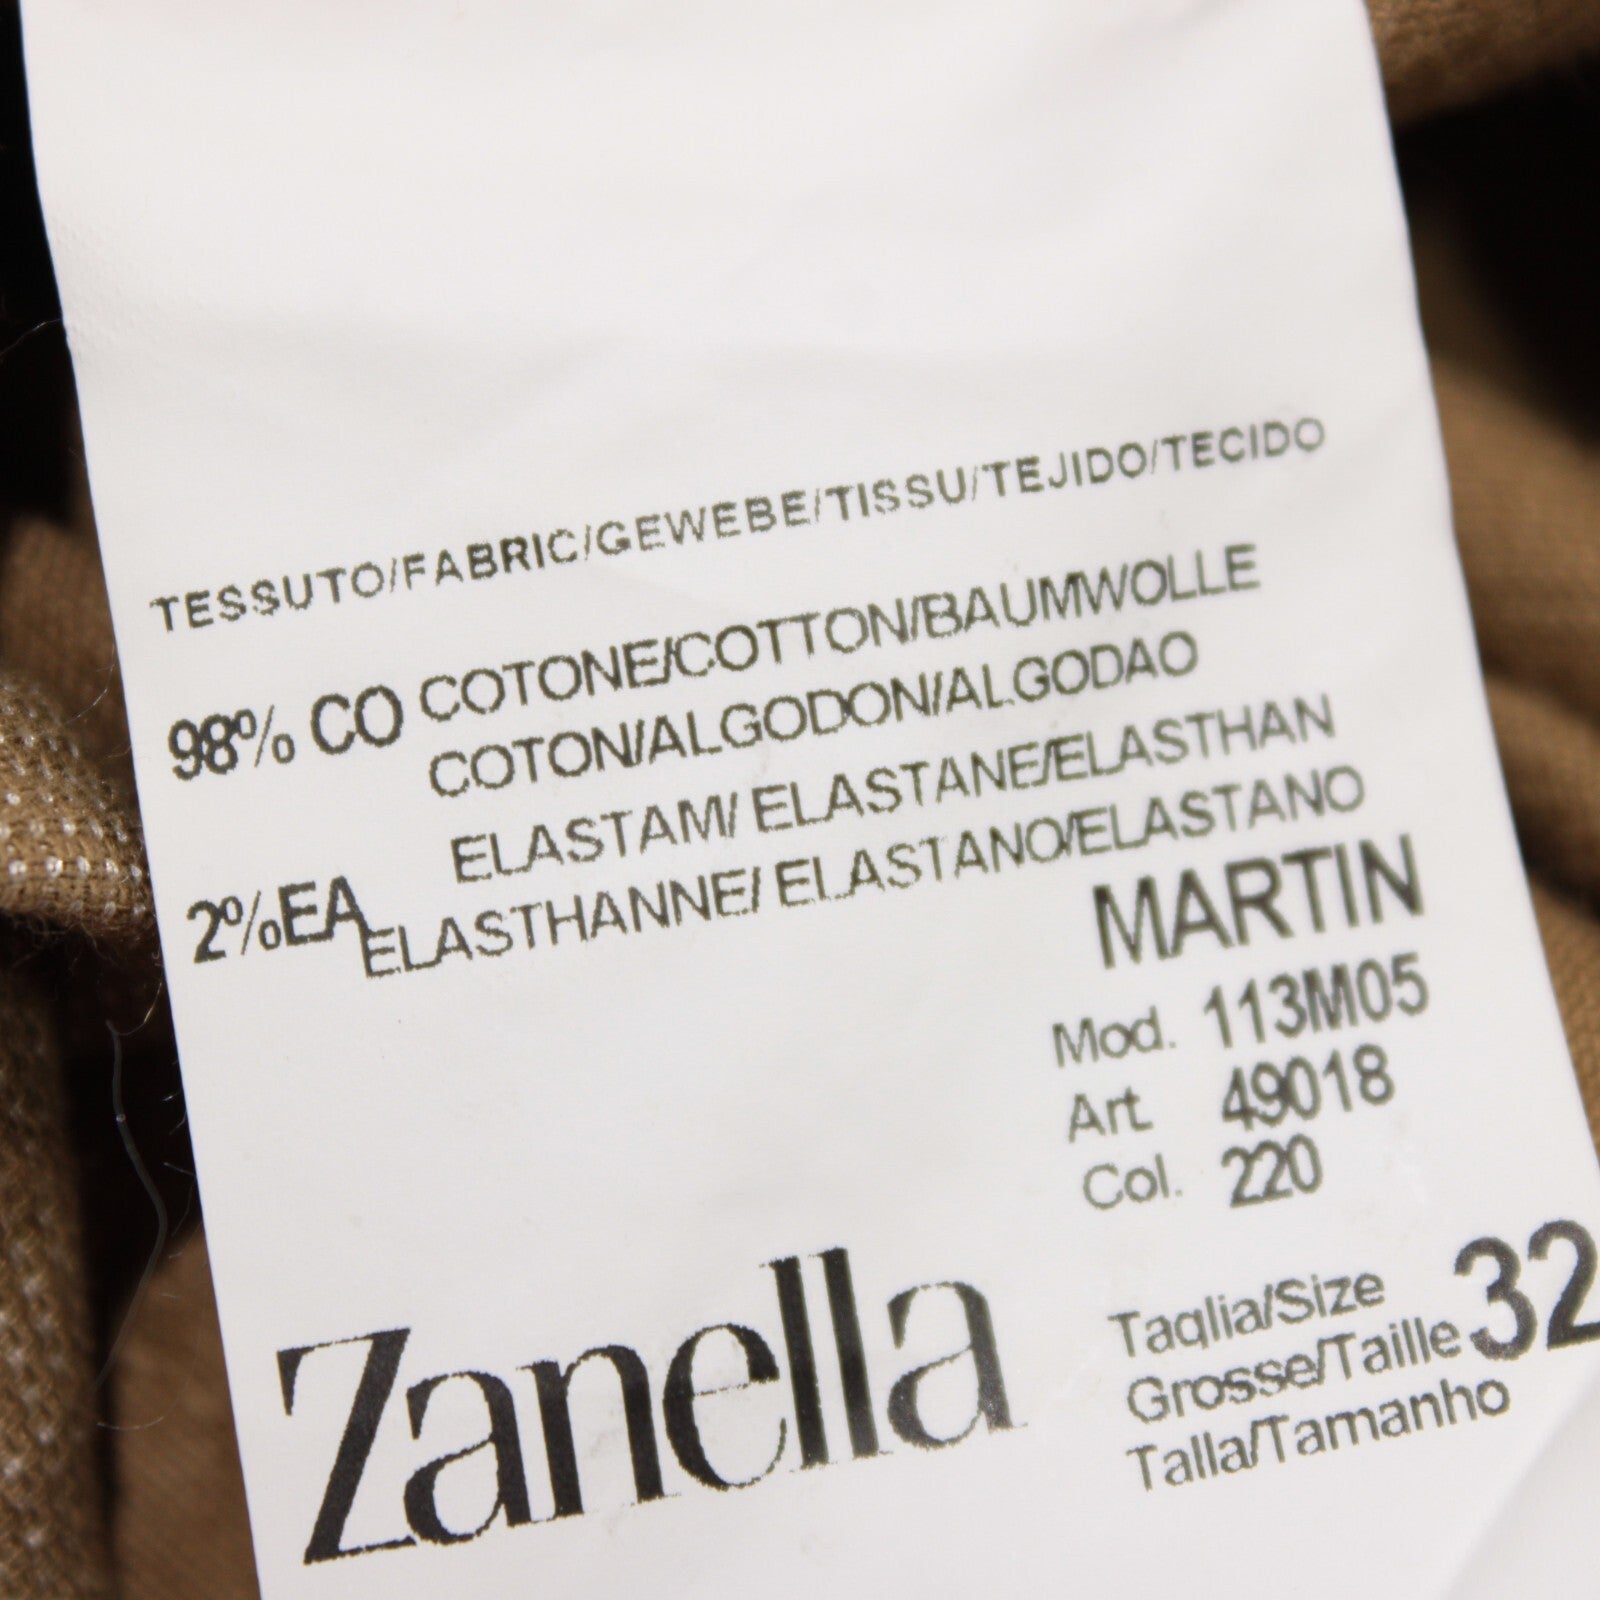 TESSUTO/FABRIC/GEWEBE/TISSU/TEJIDO/TECIDO
98% CO COTONE/COTTON/BAUMWOLLE
COTON/ALGODON/ALGODAO
ELASTAM/ ELASTANE/ELASTHAN
2%EA ELASTHANNE/ ELASTANO/ELASTANO
MARTIN
Mod. 113M05
Art. 49018
Col. 220
Zanella
Taglia/Size
Grosse/Taille 32
Talla/Tamanho